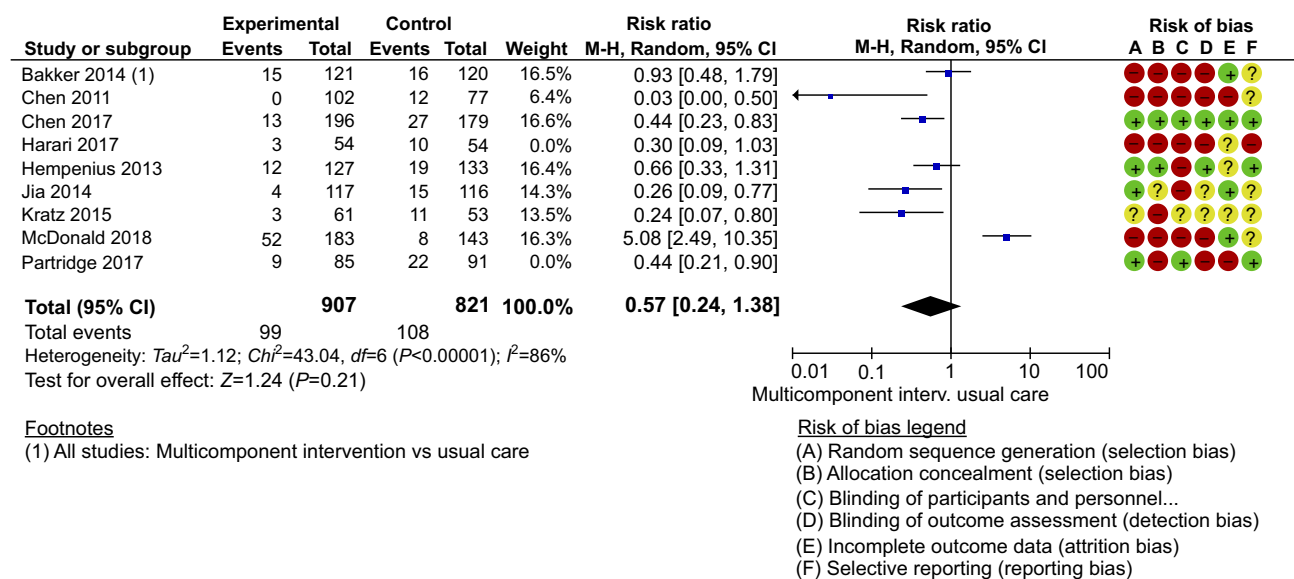 Experimental Control Risk ratio Risk ratio Risk of bias
Study or subgroup Events Total Events Total Weight M-H, Random, 95% CI M-H, Random, 95% CI A B C D E F
Bakker 2014 (1) 15 121 16 120 16.5% 0.93 [0.48, 1.79] − − − − + ?
Chen 2011 0 102 12 77 6.4% 0.03 [0.00, 0.50] − − − − − ?
Chen 2017 13 196 27 179 16.6% 0.44 [0.23, 0.83] + + + + + +
Harari 2017 3 54 10 54 0.0% 0.30 [0.09, 1.03] − − − − ? −
Hempenius 2013 12 127 19 133 16.4% 0.66 [0.33, 1.31] + + − + ? +
Jia 2014 4 117 15 116 14.3% 0.26 [0.09, 0.77] + ? − ? + ?
Kratz 2015 3 61 11 53 13.5% 0.24 [0.07, 0.80] ? − ? ? ? ?
McDonald 2018 52 183 8 143 16.3% 5.08 [2.49, 10.35] − − − − + ?
Partridge 2017 9 85 22 91 0.0% 0.44 [0.21, 0.90] + − + − − +
Total (95% CI) 907 821 100.0% 0.57 [0.24, 1.38]
Total events 99 108
Heterogeneity: Tau²=1.12; Chi²=43.04, df=6 (P<0.00001); I²=86%
Test for overall effect: Z=1.24 (P=0.21)
0.01 0.1 1 10 100
Multicomponent interv. usual care
Footnotes
(1) All studies: Multicomponent intervention vs usual care
Risk of bias legend
(A) Random sequence generation (selection bias)
(B) Allocation concealment (selection bias)
(C) Blinding of participants and personnel...
(D) Blinding of outcome assessment (detection bias)
(E) Incomplete outcome data (attrition bias)
(F) Selective reporting (reporting bias)